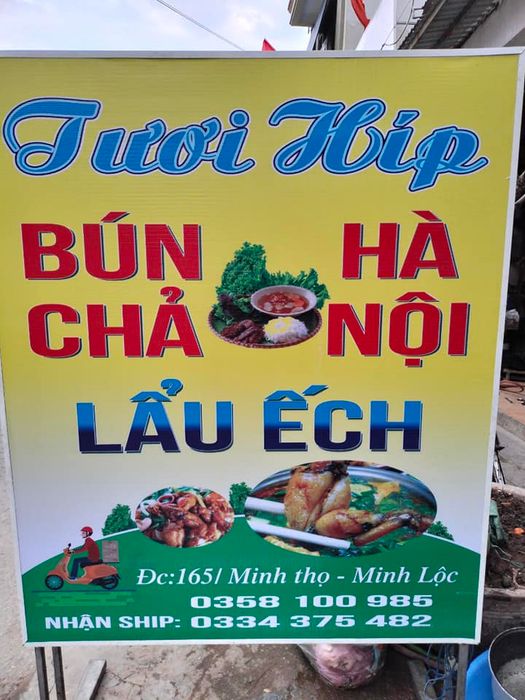 Tươi Híp
BÚN HÀ
CHẢ NỘI
LẨU ẾCH
Đc:165/ Minh thọ - Minh Lộc
0358 100 985
NHẬN SHIP: 0334 375 482